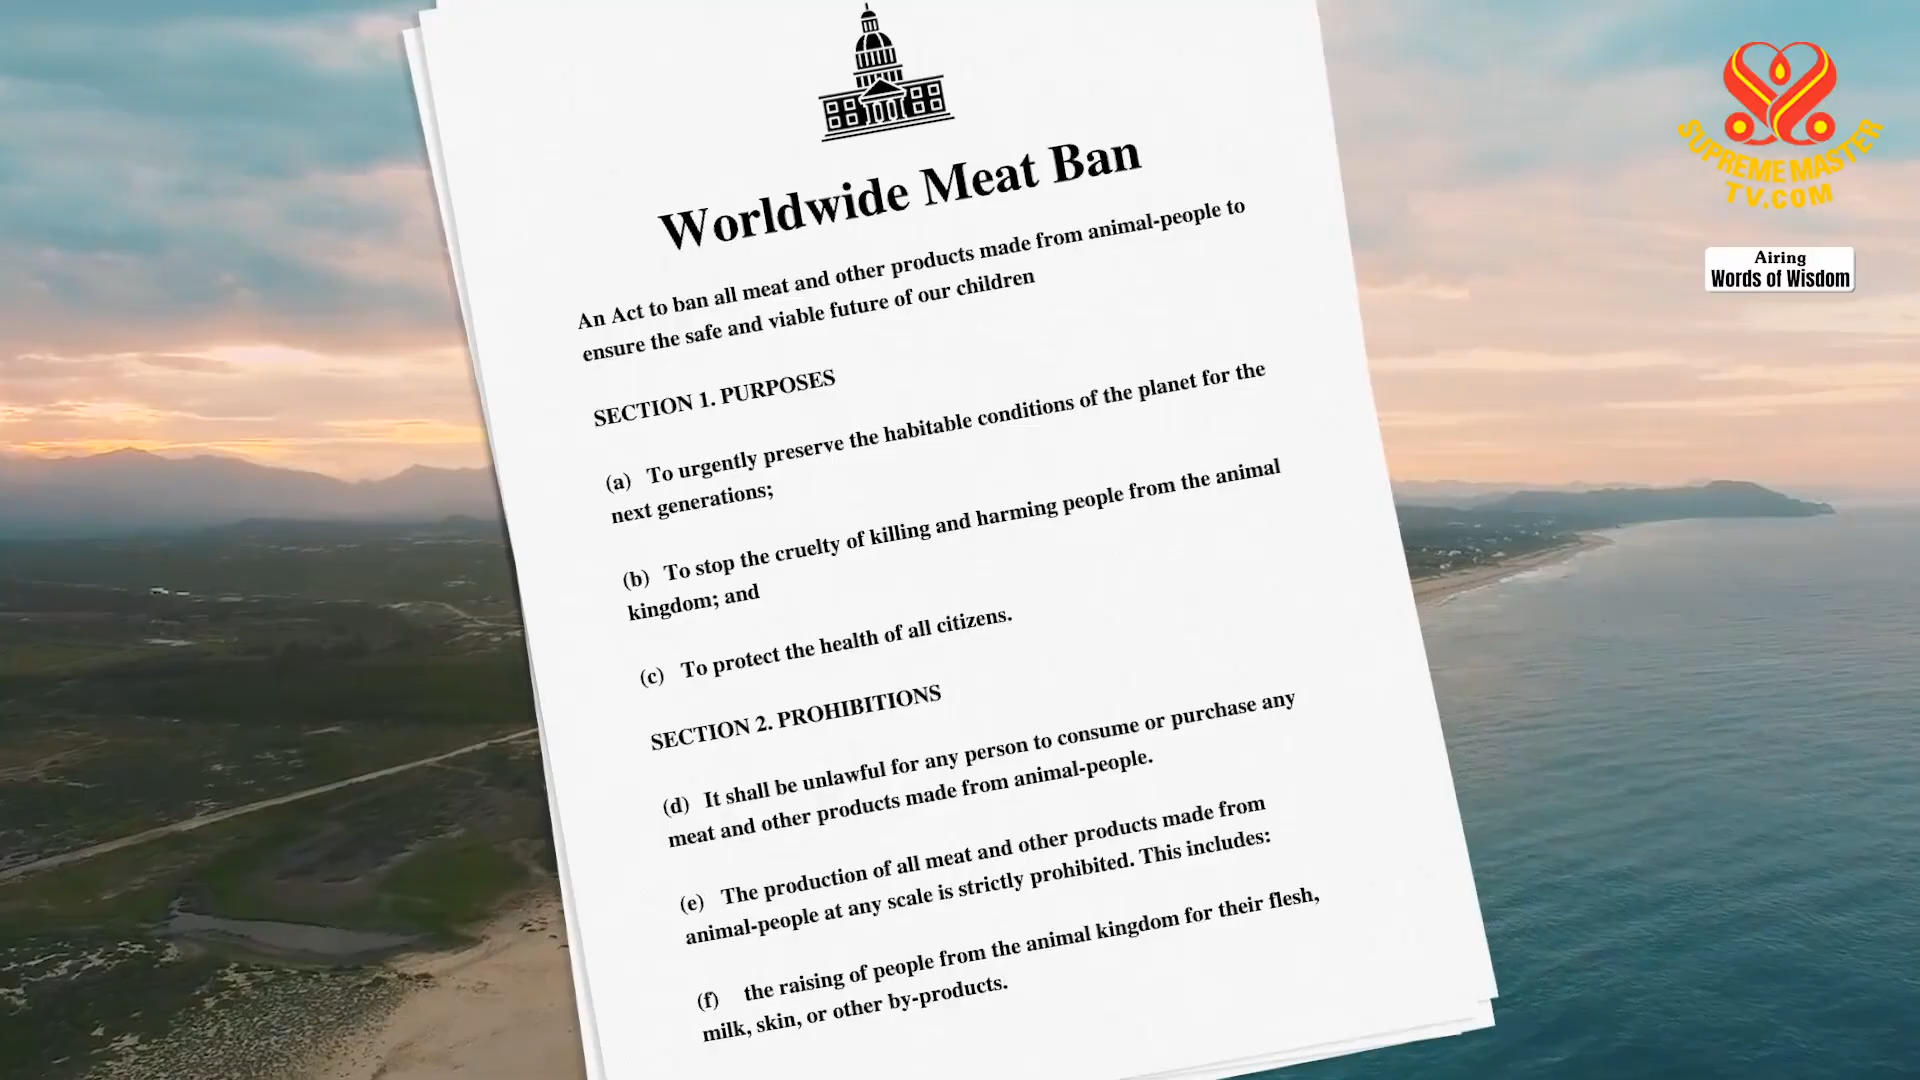 Worldwide Meat Ban
An Act to ban all meat and other products made from animal-people to
ensure the safe and viable future of our children
SECTION 1. PURPOSES
(a) To urgently preserve the habitable conditions of the planet for the
next generations;
(b) To stop the cruelty of killing and harming people from the animal
kingdom; and
(c) To protect the health of all citizens.
SECTION 2. PROHIBITIONS
(d) It shall be unlawful for any person to consume or purchase any
meat and other products made from animal-people.
(e) The production of all meat and other products made from
animal-people at any scale is strictly prohibited. This includes:
(f) the raising of people from the animal kingdom for their flesh,
milk, skin, or other by-products.
SUPREME MASTER
TV.COM
Airing
Words of Wisdom